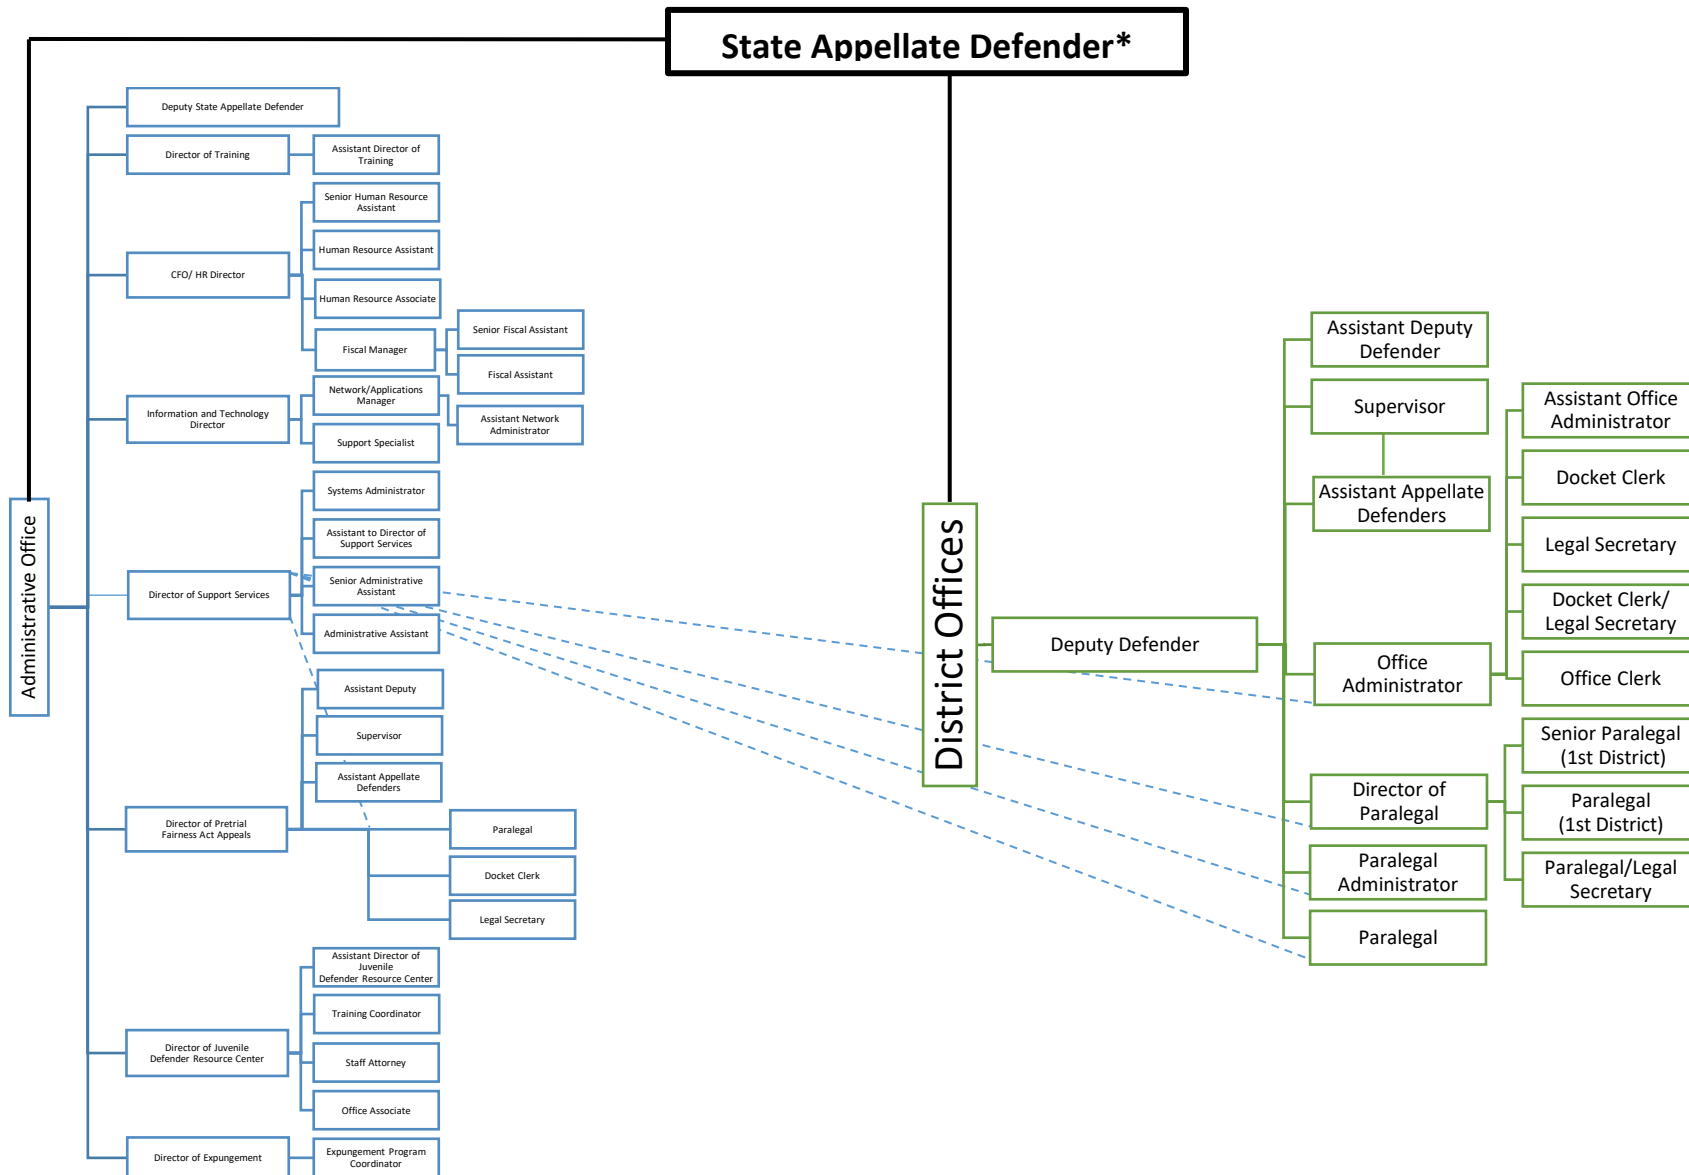 State Appellate Defender*
Administrative Office
Deputy State Appellate Defender
Director of Training
Assistant Director of
Training
CFO/ HR Director
Senior Human Resource
Assistant
Human Resource Assistant
Human Resource Associate
Fiscal Manager
Senior Fiscal Assistant
Fiscal Assistant
Information and Technology
Director
Network/Applications
Manager
Assistant Network
Administrator
Support Specialist
Director of Support Services
Systems Administrator
Assistant to Director of
Support Services
Senior Administrative
Assistant
Administrative Assistant
Director of Pretrial
Fairness Act Appeals
Assistant Deputy
Supervisor
Assistant Appellate
Defenders
Paralegal
Docket Clerk
Legal Secretary
Director of Juvenile
Defender Resource Center
Assistant Director of
Juvenile
Defender Resource Center
Training Coordinator
Staff Attorney
Office Associate
Director of Expungement
Expungement Program
Coordinator
District Offices
Deputy Defender
Assistant Deputy
Defender
Supervisor
Assistant Appellate
Defenders
Office
Administrator
Assistant Office
Administrator
Docket Clerk
Legal Secretary
Docket Clerk/
Legal Secretary
Office Clerk
Director of
Paralegal
Senior Paralegal
(1st District)
Paralegal
(1st District)
Paralegal/Legal
Secretary
Paralegal
Administrator
Paralegal